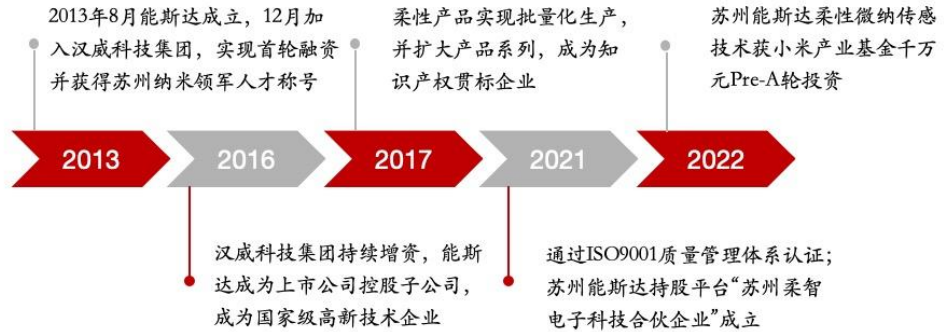 2013年8月能斯达成立，12月加
入汉威科技集团，实现首轮融资
并获得苏州纳米领军人才称号
柔性产品实现批量化生产，
并扩大产品系列，成为知
识产权贯标企业
苏州能斯达柔性微纳传感
技术获小米产业基金千万
元Pre-A轮投资
2013
2016
2017
2021
2022
汉威科技集团持续增资，能斯
达成为上市公司控股子公司，
成为国家级高新技术企业
通过ISO9001质量管理体系认证；
苏州能斯达持股平台“苏州柔智
电子科技合伙企业”成立